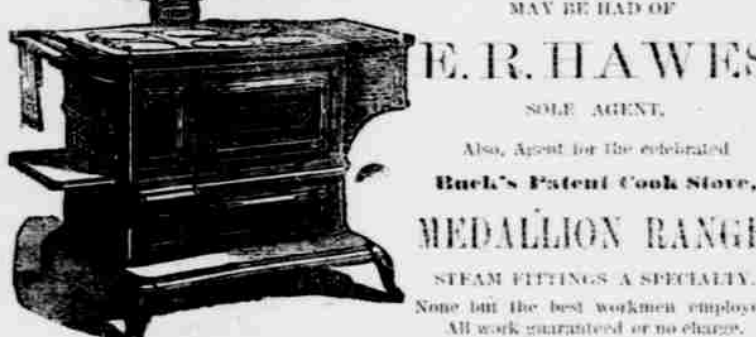 MAY BE HAD OF
E. R. HAWES
SOLE AGENT.
Also, Agent for the celebrated
Buck's Patent Cook Stove,
MEDALLION RANGE
STEAM FITTINGS A SPECIALTY.
None but the best workmen employe
All work guaranteed or no charge.